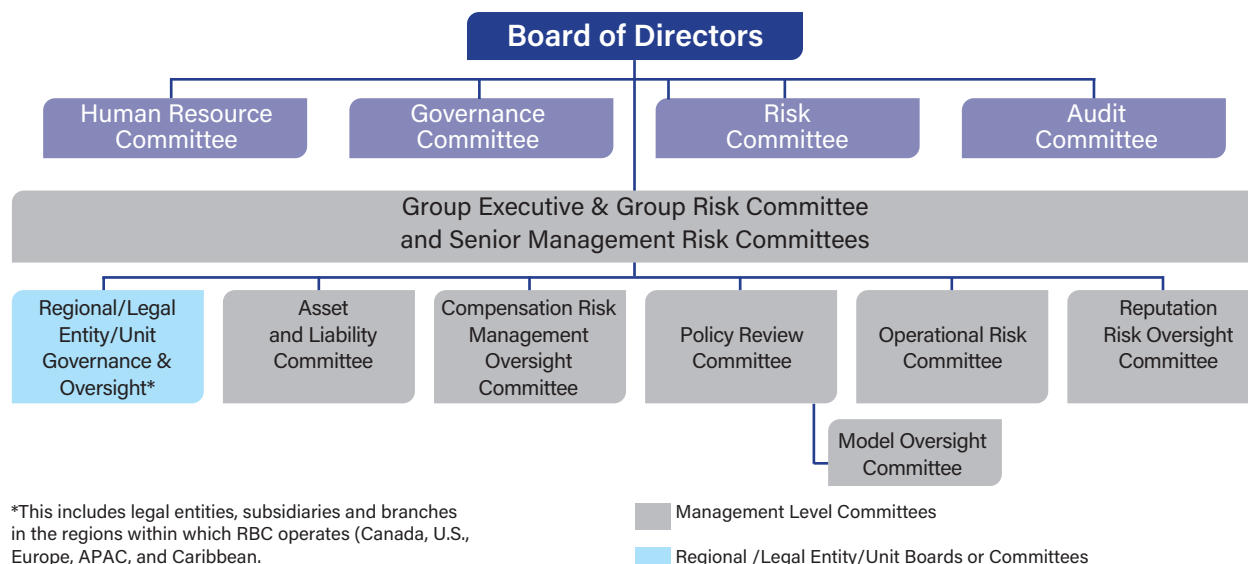 Board of Directors
Human Resource
Committee
Governance
Committee
Risk
Committee
Audit
Committee
Group Executive & Group Risk Committee
and Senior Management Risk Committees
Regional/Legal
Entity/Unit
Governance &
Oversight*
Asset
and Liability
Committee
Compensation Risk
Management
Oversight
Committee
Policy Review
Committee
Operational Risk
Committee
Reputation
Risk Oversight
Committee
Model Oversight
Committee
*This includes legal entities, subsidiaries and branches
in the regions within which RBC operates (Canada, U.S.,
Europe, APAC, and Caribbean.
Management Level Committees
Regional /Legal Entity/Unit Boards or Committees